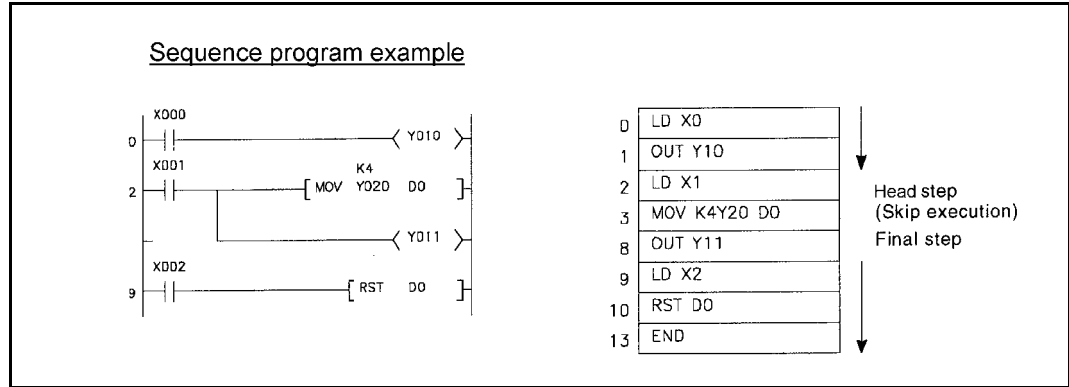 Sequence program example
X000
0
Y010
X001
2
K4
MOV Y020 D0
Y011
X002
9
RST D0
0 LD X0
1 OUT Y10
2 LD X1
3 MOV K4Y20 D0
8 OUT Y11
9 LD X2
10 RST D0
13 END
Head step
(Skip execution)
Final step